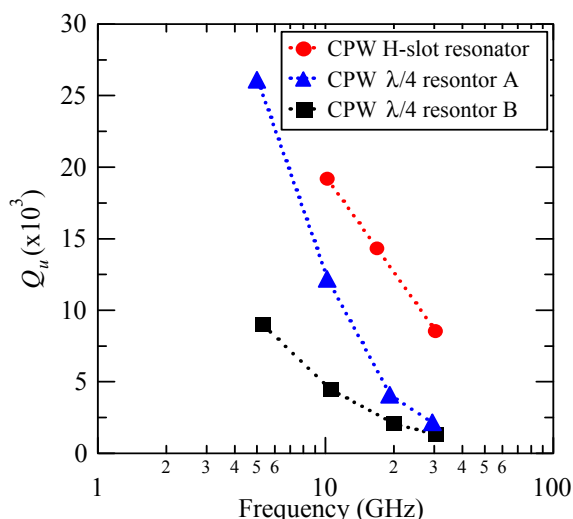 30
25
20
15
10
5
0
Qu (x10³)
CPW H-slot resonator
CPW λ/4 resontor A
CPW λ/4 resontor B
2 3 4 5 6 2 3 4 5 6
1 10 100
Frequency (GHz)